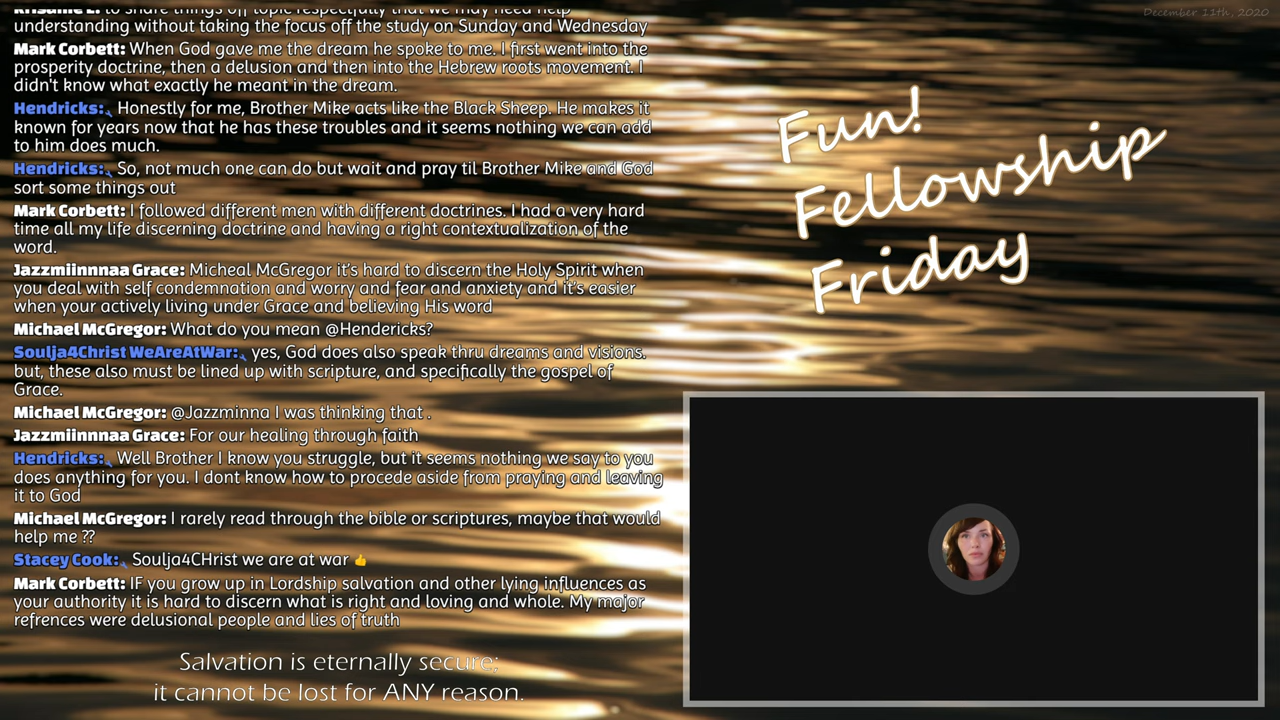 Krisanne L: to share things off topic respectfully that we may need help
understanding without taking the focus off the study on Sunday and Wednesday
Mark Corbett: When God gave me the dream he spoke to me. I first went into the
prosperity doctrine, then a delusion and then into the Hebrew roots movement. I
didn't know what exactly he meant in the dream.
Hendricks: Honestly for me, Brother Mike acts like the Black Sheep. He makes it
known for years now that he has these troubles and it seems nothing we can add
to him does much.
Hendricks: So, not much one can do but wait and pray til Brother Mike and God
sort some things out
Mark Corbett: I followed different men with different doctrines. I had a very hard
time all my life discerning doctrine and having a right contextualization of the
word.
Jazzmiinnnaa Grace: Micheal McGregor it's hard to discern the Holy Spirit when
you deal with self condemnation and worry and fear and anxiety and it's easier
when your actively living under Grace and believing His word
Michael McGregor: What do you mean @Hendericks?
Soulja4Christ WeAreAtWar: yes, God does also speak thru dreams and visions.
but, these also must be lined up with scripture, and specifically the gospel of
Grace.
Michael McGregor: @Jazzminna I was thinking that .
Jazzmiinnnaa Grace: For our healing through faith
Hendricks: Well Brother I know you struggle, but it seems nothing we say to you
does anything for you. I dont know how to procede aside from praying and leaving
it to God
Michael McGregor: I rarely read through the bible or scriptures, maybe that would
help me ??
Stacey Cook: Soulja4CHrist we are at war 👍
Mark Corbett: IF you grow up in Lordship salvation and other lying influences as
your authority it is hard to discern what is right and loving and whole. My major
refrences were delusional people and lies of truth
Salvation is eternally secure;
it cannot be lost for ANY reason.
December 11th, 2020
Fun!
Fellowship
Friday